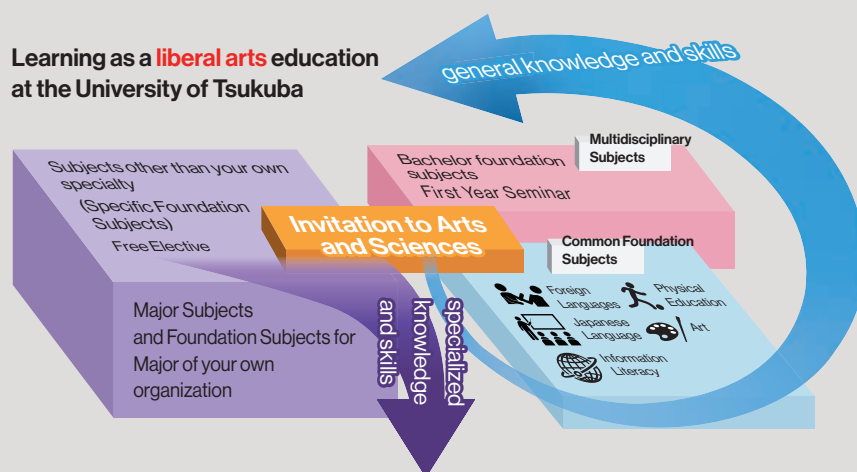 Learning as a liberal arts education
at the University of Tsukuba
general knowledge and skills
Subjects other than your own
specialty
(Specific Foundation
Subjects)
Free Elective
Bachelor foundation
subjects
First Year Seminar
Multidisciplinary
Subjects
Invitation to Arts
and Sciences
Common Foundation
Subjects
Foreign
Languages
Physical
Education
Japanese
Language
Art
Information
Literacy
Major Subjects
and Foundation Subjects for
Major of your own
organization
specialized
knowledge
and skills